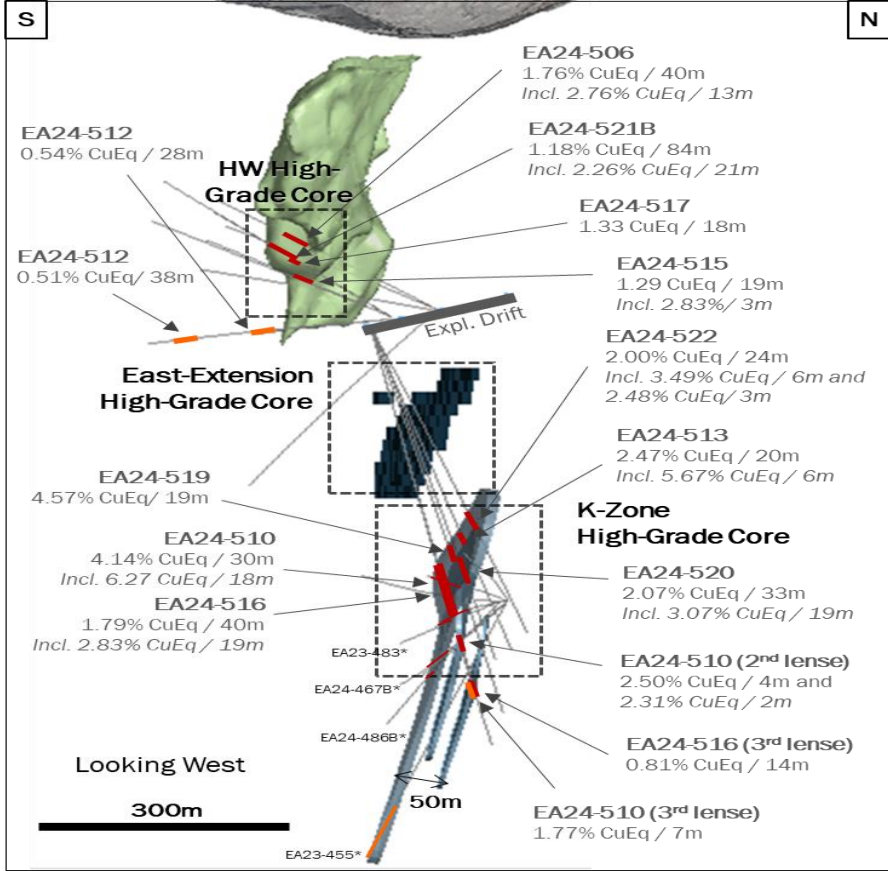 S
N
EA24-506
1.76% CuEq / 40m
Incl. 2.76% CuEq / 13m
EA24-512
0.54% CuEq / 28m
EA24-521B
1.18% CuEq / 84m
Incl. 2.26% CuEq / 21m
HW High-
Grade Core
EA24-517
1.33 CuEq / 18m
EA24-512
0.51% CuEq/ 38m
EA24-515
1.29 CuEq / 19m
Incl. 2.83%/ 3m
Expl. Drift
EA24-522
2.00% CuEq / 24m
Incl. 3.49% CuEq / 6m and
2.48% CuEq/ 3m
East-Extension
High-Grade Core
EA24-513
2.47% CuEq / 20m
Incl. 5.67% CuEq / 6m
EA24-519
4.57% CuEq/ 19m
K-Zone
High-Grade Core
EA24-510
4.14% CuEq / 30m
Incl. 6.27 CuEq / 18m
EA24-520
2.07% CuEq / 33m
Incl. 3.07% CuEq / 19m
EA24-516
1.79% CuEq / 40m
Incl. 2.83% CuEq / 19m
EA23-483*
EA24-510 (2nd lense)
2.50% CuEq / 4m and
2.31% CuEq / 2m
EA24-467B*
EA24-486B*
EA24-516 (3rd lense)
0.81% CuEq / 14m
Looking West
300m
50m
EA24-510 (3rd lense)
1.77% CuEq / 7m
EA23-455*